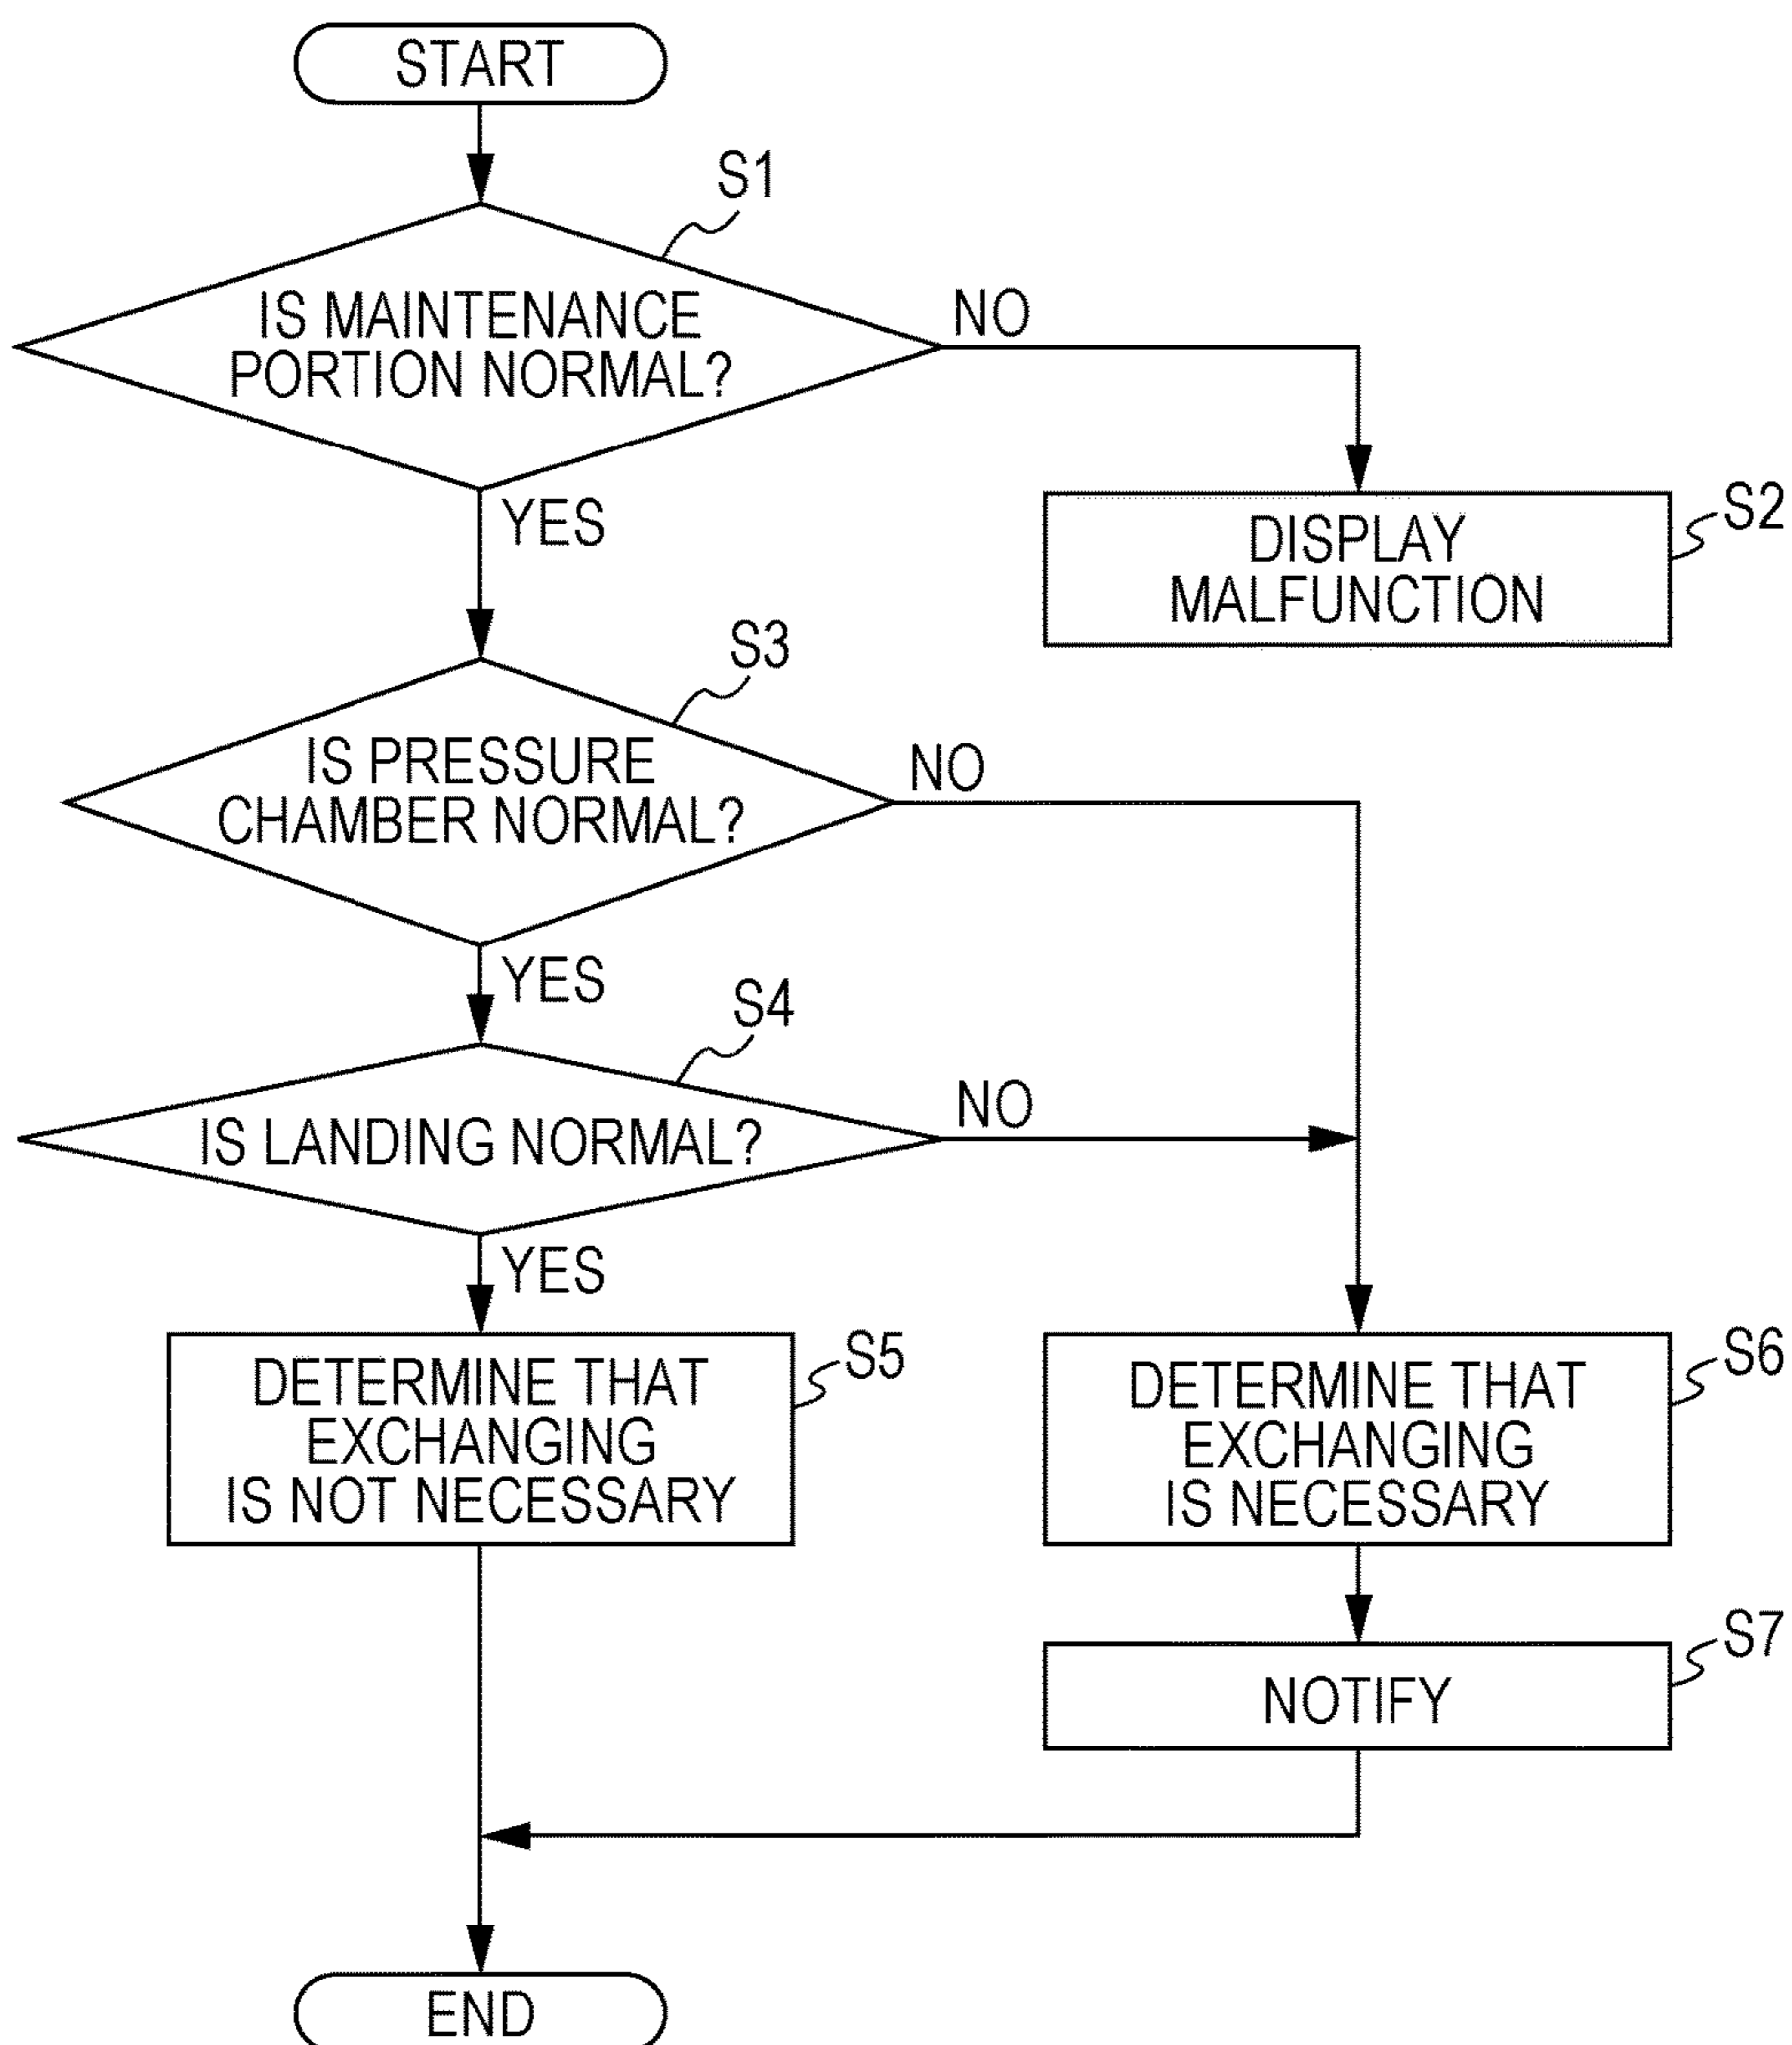 START
S1
IS MAINTENANCE
PORTION NORMAL?
NO
YES
S2
DISPLAY
MALFUNCTION
S3
IS PRESSURE
CHAMBER NORMAL?
NO
YES
S4
IS LANDING NORMAL?
NO
YES
S5
DETERMINE THAT
EXCHANGING
IS NOT NECESSARY
S6
DETERMINE THAT
EXCHANGING
IS NECESSARY
S7
NOTIFY
END